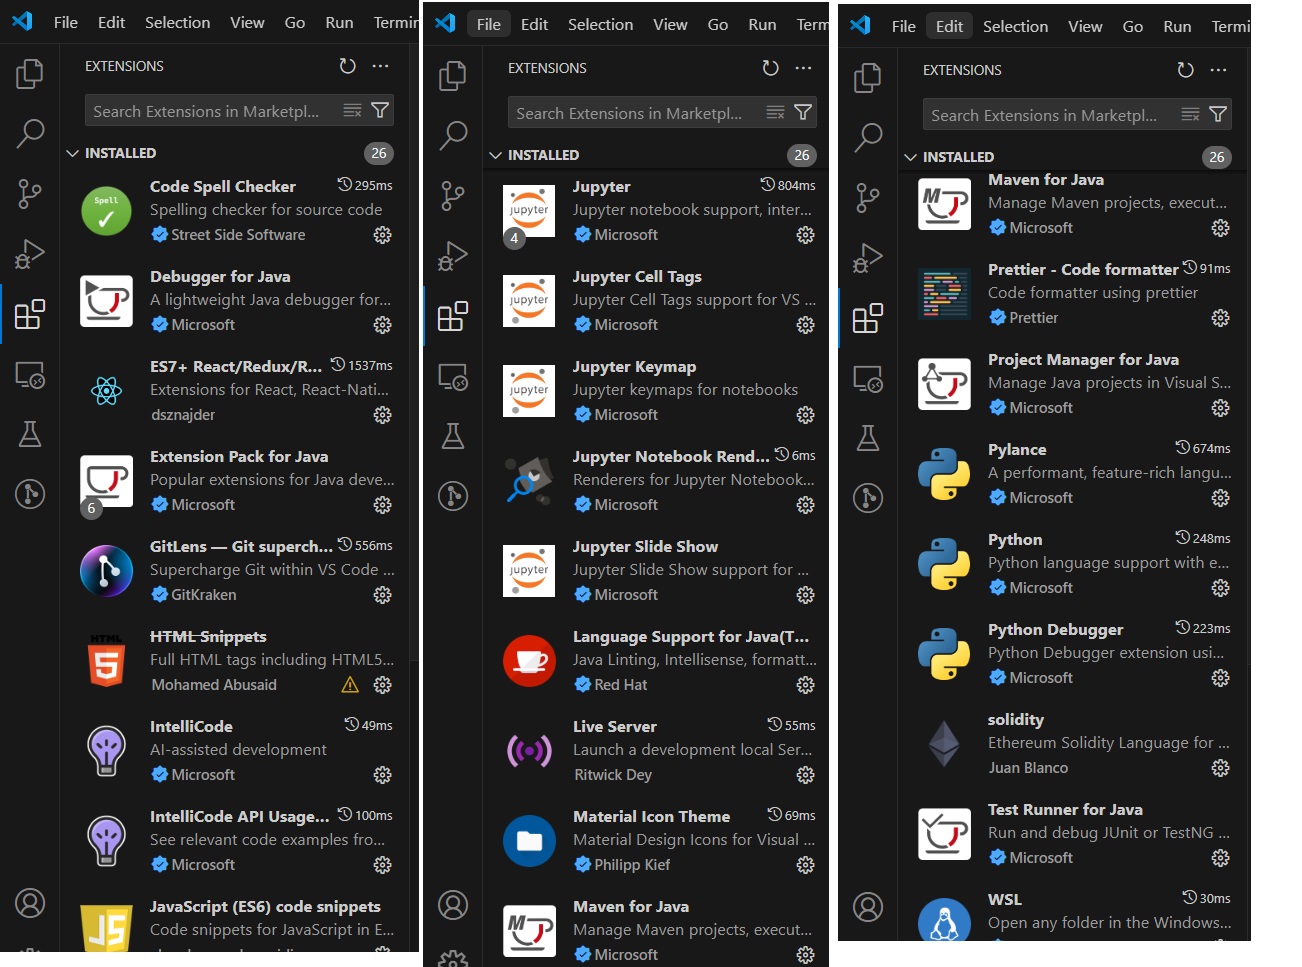 File Edit Selection View Go Run Termin
EXTENSIONS
Search Extensions in Marketpl...
INSTALLED 26
Spell
Code Spell Checker 295ms
Spelling checker for source code
Street Side Software
Debugger for Java
A lightweight Java debugger for...
Microsoft
ES7+ React/Redux/R... 1537ms
Extensions for React, React-Nati...
dsznajder
Extension Pack for Java
Popular extensions for Java deve...
6
Microsoft
GitLens — Git superch... 556ms
Supercharge Git within VS Code ...
GitKraken
HTML
5
HTML Snippets
Full HTML tags including HTML5...
Mohamed Abusaid
IntelliCode 49ms
AI-assisted development
Microsoft
IntelliCode API Usage... 100ms
See relevant code examples fro...
Microsoft
JS
JavaScript (ES6) code snippets
Code snippets for JavaScript in E...
File Edit Selection View Go Run Term
EXTENSIONS
Search Extensions in Marketpl...
INSTALLED 26
jupyter
4
Jupyter 804ms
Jupyter notebook support, inter...
Microsoft
jupyter
Jupyter Cell Tags
Jupyter Cell Tags support for VS ...
Microsoft
jupyter
Jupyter Keymap
Jupyter keymaps for notebooks
Microsoft
Jupyter Notebook Rend... 6ms
Renderers for Jupyter Notebook...
Microsoft
jupyter
Jupyter Slide Show
Jupyter Slide Show support for ...
Microsoft
Language Support for Java(T...
Java Linting, Intellisense, formatt...
Red Hat
Live Server 55ms
Launch a development local Ser...
Ritwick Dey
Material Icon Theme 69ms
Material Design Icons for Visual ...
Philipp Kief
M
Maven for Java
Manage Maven projects, execut...
Microsoft
File Edit Selection View Go Run Termi
EXTENSIONS
Search Extensions in Marketpl...
INSTALLED 26
M
Maven for Java
Manage Maven projects, execut...
Microsoft
Prettier - Code formatter 91ms
Code formatter using prettier
Prettier
Project Manager for Java
Manage Java projects in Visual S...
Microsoft
Pylance 674ms
A performant, feature-rich langu...
Microsoft
Python 248ms
Python language support with e...
Microsoft
Python Debugger 223ms
Python Debugger extension usi...
Microsoft
solidity
Ethereum Solidity Language for ...
Juan Blanco
Test Runner for Java
Run and debug JUnit or TestNG ...
Microsoft
WSL 30ms
Open any folder in the Windows...